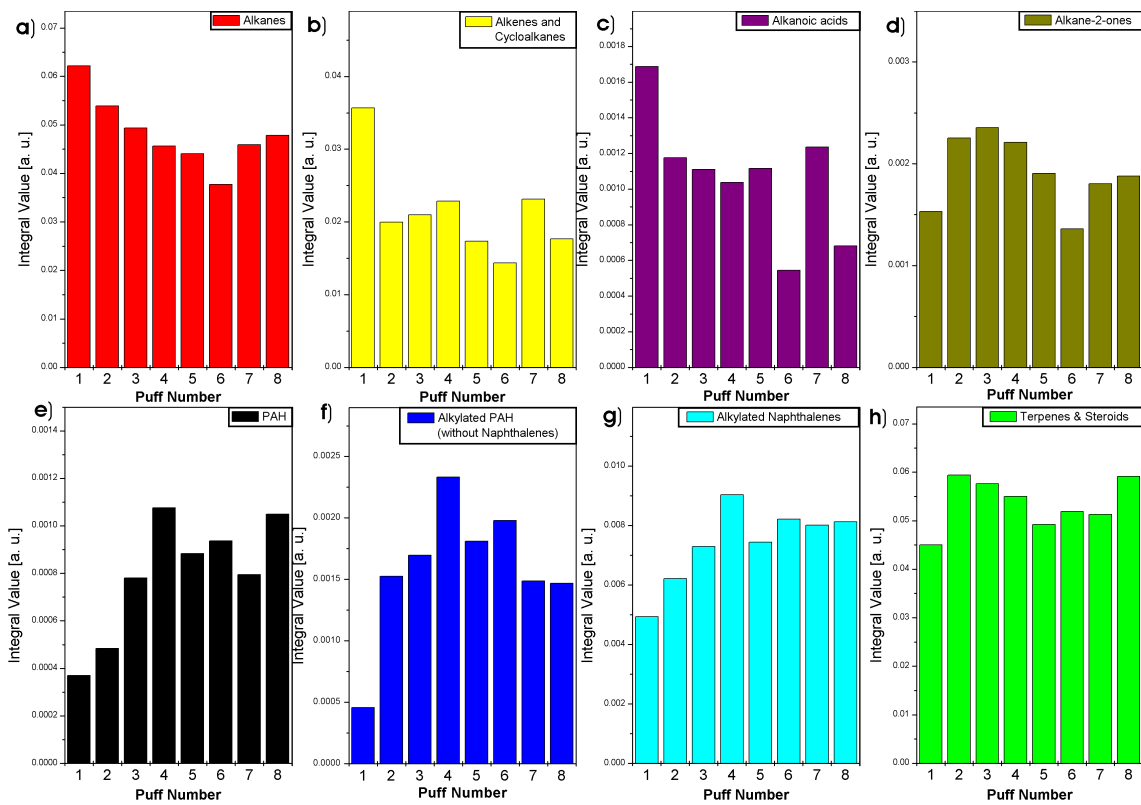 a)
Alkanes
Integral Value [a. u.]
0.07
0.06
0.05
0.04
0.03
0.02
0.01
0.00
1 2 3 4 5 6 7 8
Puff Number
b)
Alkenes and
Cycloalkanes
Integral Value [a. u.]
0.04
0.03
0.02
0.01
0.00
1 2 3 4 5 6 7 8
Puff Number
c)
Alkanoic acids
Integral Value [a. u.]
0.0018
0.0016
0.0014
0.0012
0.0010
0.0008
0.0006
0.0004
0.0002
0.0000
1 2 3 4 5 6 7 8
Puff Number
d)
Alkane-2-ones
Integral Value [a. u.]
0.003
0.002
0.001
0.000
1 2 3 4 5 6 7 8
Puff Number
e)
PAH
Integral Value [a. u.]
0.0014
0.0012
0.0010
0.0008
0.0006
0.0004
0.0002
0.0000
1 2 3 4 5 6 7 8
Puff Number
f)
Alkylated PAH
(without Naphthalenes)
Integral Value [a. u.]
0.0025
0.0020
0.0015
0.0010
0.0005
0.0000
1 2 3 4 5 6 7 8
Puff Number
g)
Alkylated Naphthalenes
Integral Value [a. u.]
0.010
0.008
0.006
0.004
0.002
0.000
1 2 3 4 5 6 7 8
Puff Number
h)
Terpenes & Steroids
Integral Value [a. u.]
0.07
0.06
0.05
0.04
0.03
0.02
0.01
0.00
1 2 3 4 5 6 7 8
Puff Number